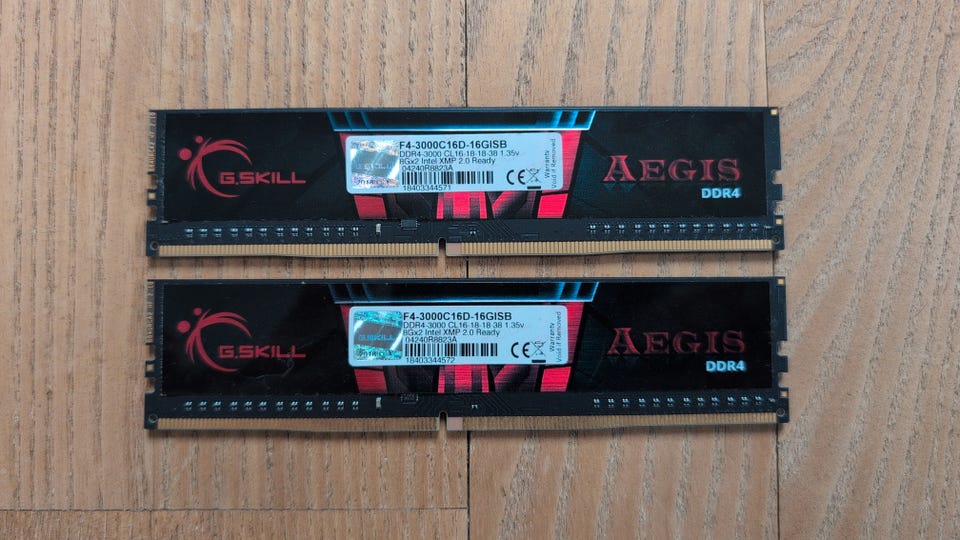 G.SKILL
F4-3000C16D-16GISB
DDR4-3000 CL16-18-18-38 1.35v
8Gx2 Intel XMP 2.0 Ready
04240R8823A
18403344571
CE
Warranty
Void if Removed
AEGIS
DDR4
G.SKILL
F4-3000C16D-16GISB
DDR4-3000 CL16-18-18-38 1.35v
8Gx2 Intel XMP 2.0 Ready
04240R8823A
18403344572
CE
Warranty
Void if Removed
AEGIS
DDR4